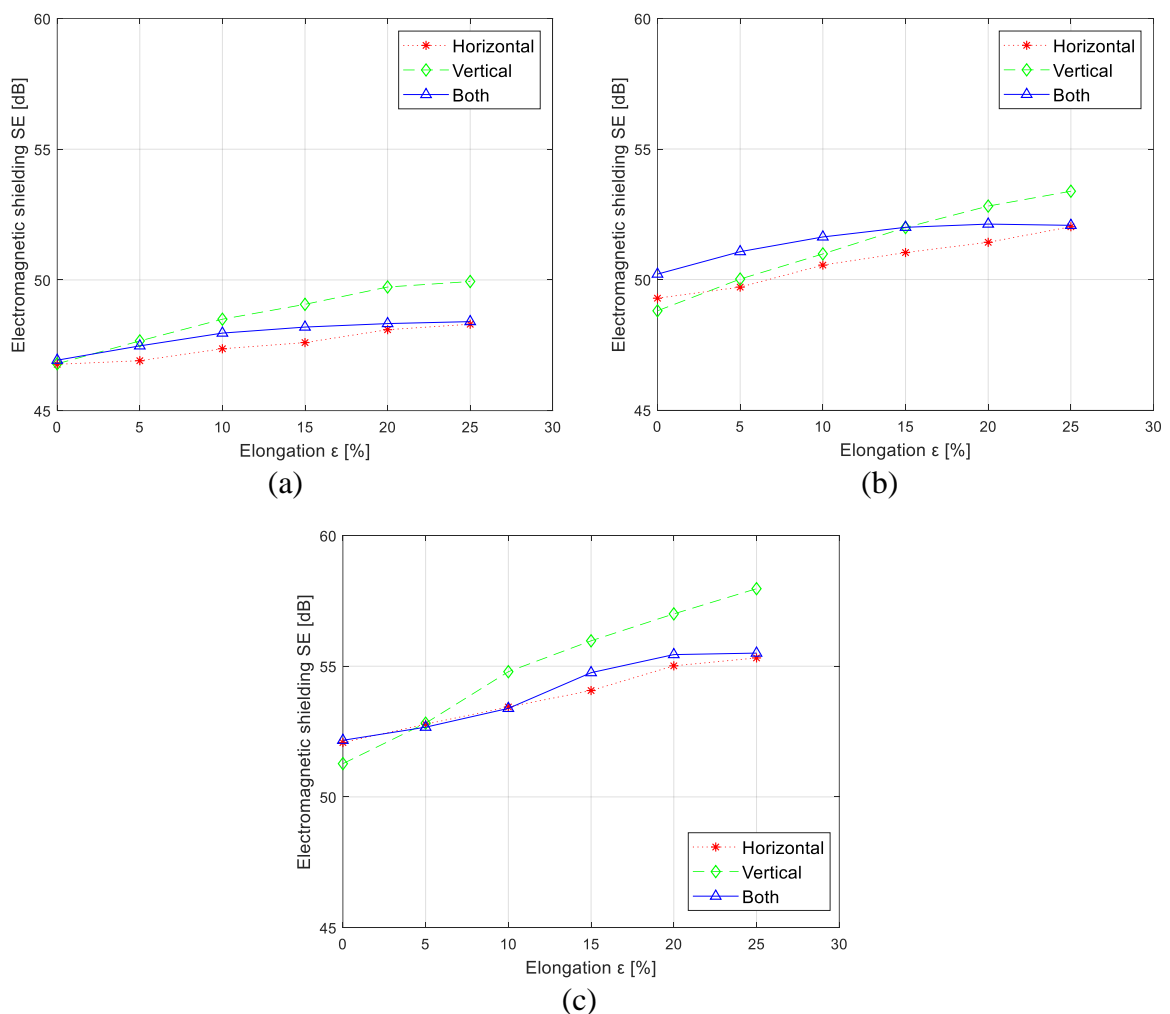 60
55
50
45
Electromagnetic shielding SE [dB]
Horizontal
Vertical
Both
0 5 10 15 20 25 30
Elongation ε [%]
(a)
60
55
50
45
Electromagnetic shielding SE [dB]
Horizontal
Vertical
Both
0 5 10 15 20 25 30
Elongation ε [%]
(b)
60
55
50
45
Electromagnetic shielding SE [dB]
Horizontal
Vertical
Both
0 5 10 15 20 25 30
Elongation ε [%]
(c)